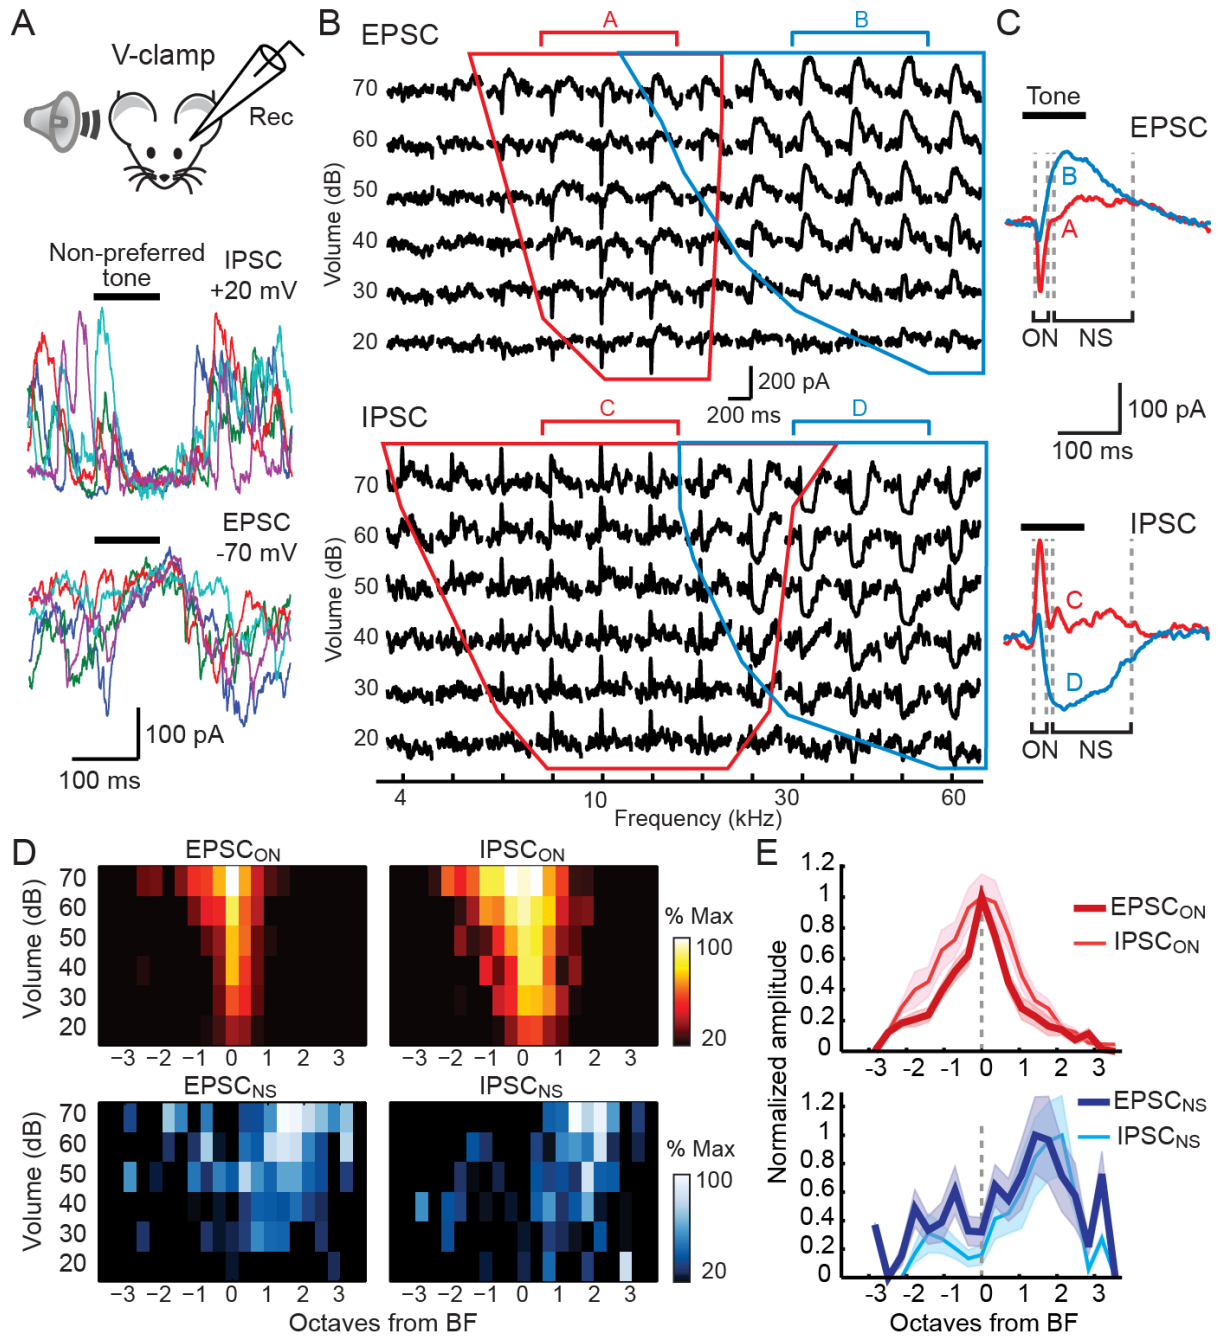 A
V-clamp
Rec
Non-preferred
tone
IPSC
+20 mV
EPSC
-70 mV
100 pA
100 ms
B
EPSC
A
B
Volume (dB)
70
60
50
40
30
20
200 pA
200 ms
IPSC
C
D
Volume (dB)
70
60
50
40
30
20
4
10
30
60
Frequency (kHz)
C
Tone
EPSC
B
A
ON
NS
100 pA
100 ms
IPSC
C
D
ON
NS
D
EPSCON
IPSCON
Volume (dB)
70
60
50
40
30
20
−3 −2 −1 0 1 2 3
−3 −2 −1 0 1 2 3
% Max
100
20
EPSCNS
IPSCNS
Volume (dB)
70
60
50
40
30
20
−3 −2 −1 0 1 2 3
−3 −2 −1 0 1 2 3
% Max
100
20
Octaves from BF
E
Normalized amplitude
1.2
1
0.8
0.6
0.4
0.2
0
-3 -2 -1 0 1 2 3
EPSCON
IPSCON
1.2
1
0.8
0.6
0.4
0.2
0
-3 -2 -1 0 1 2 3
EPSCNS
IPSCNS
Octaves from BF